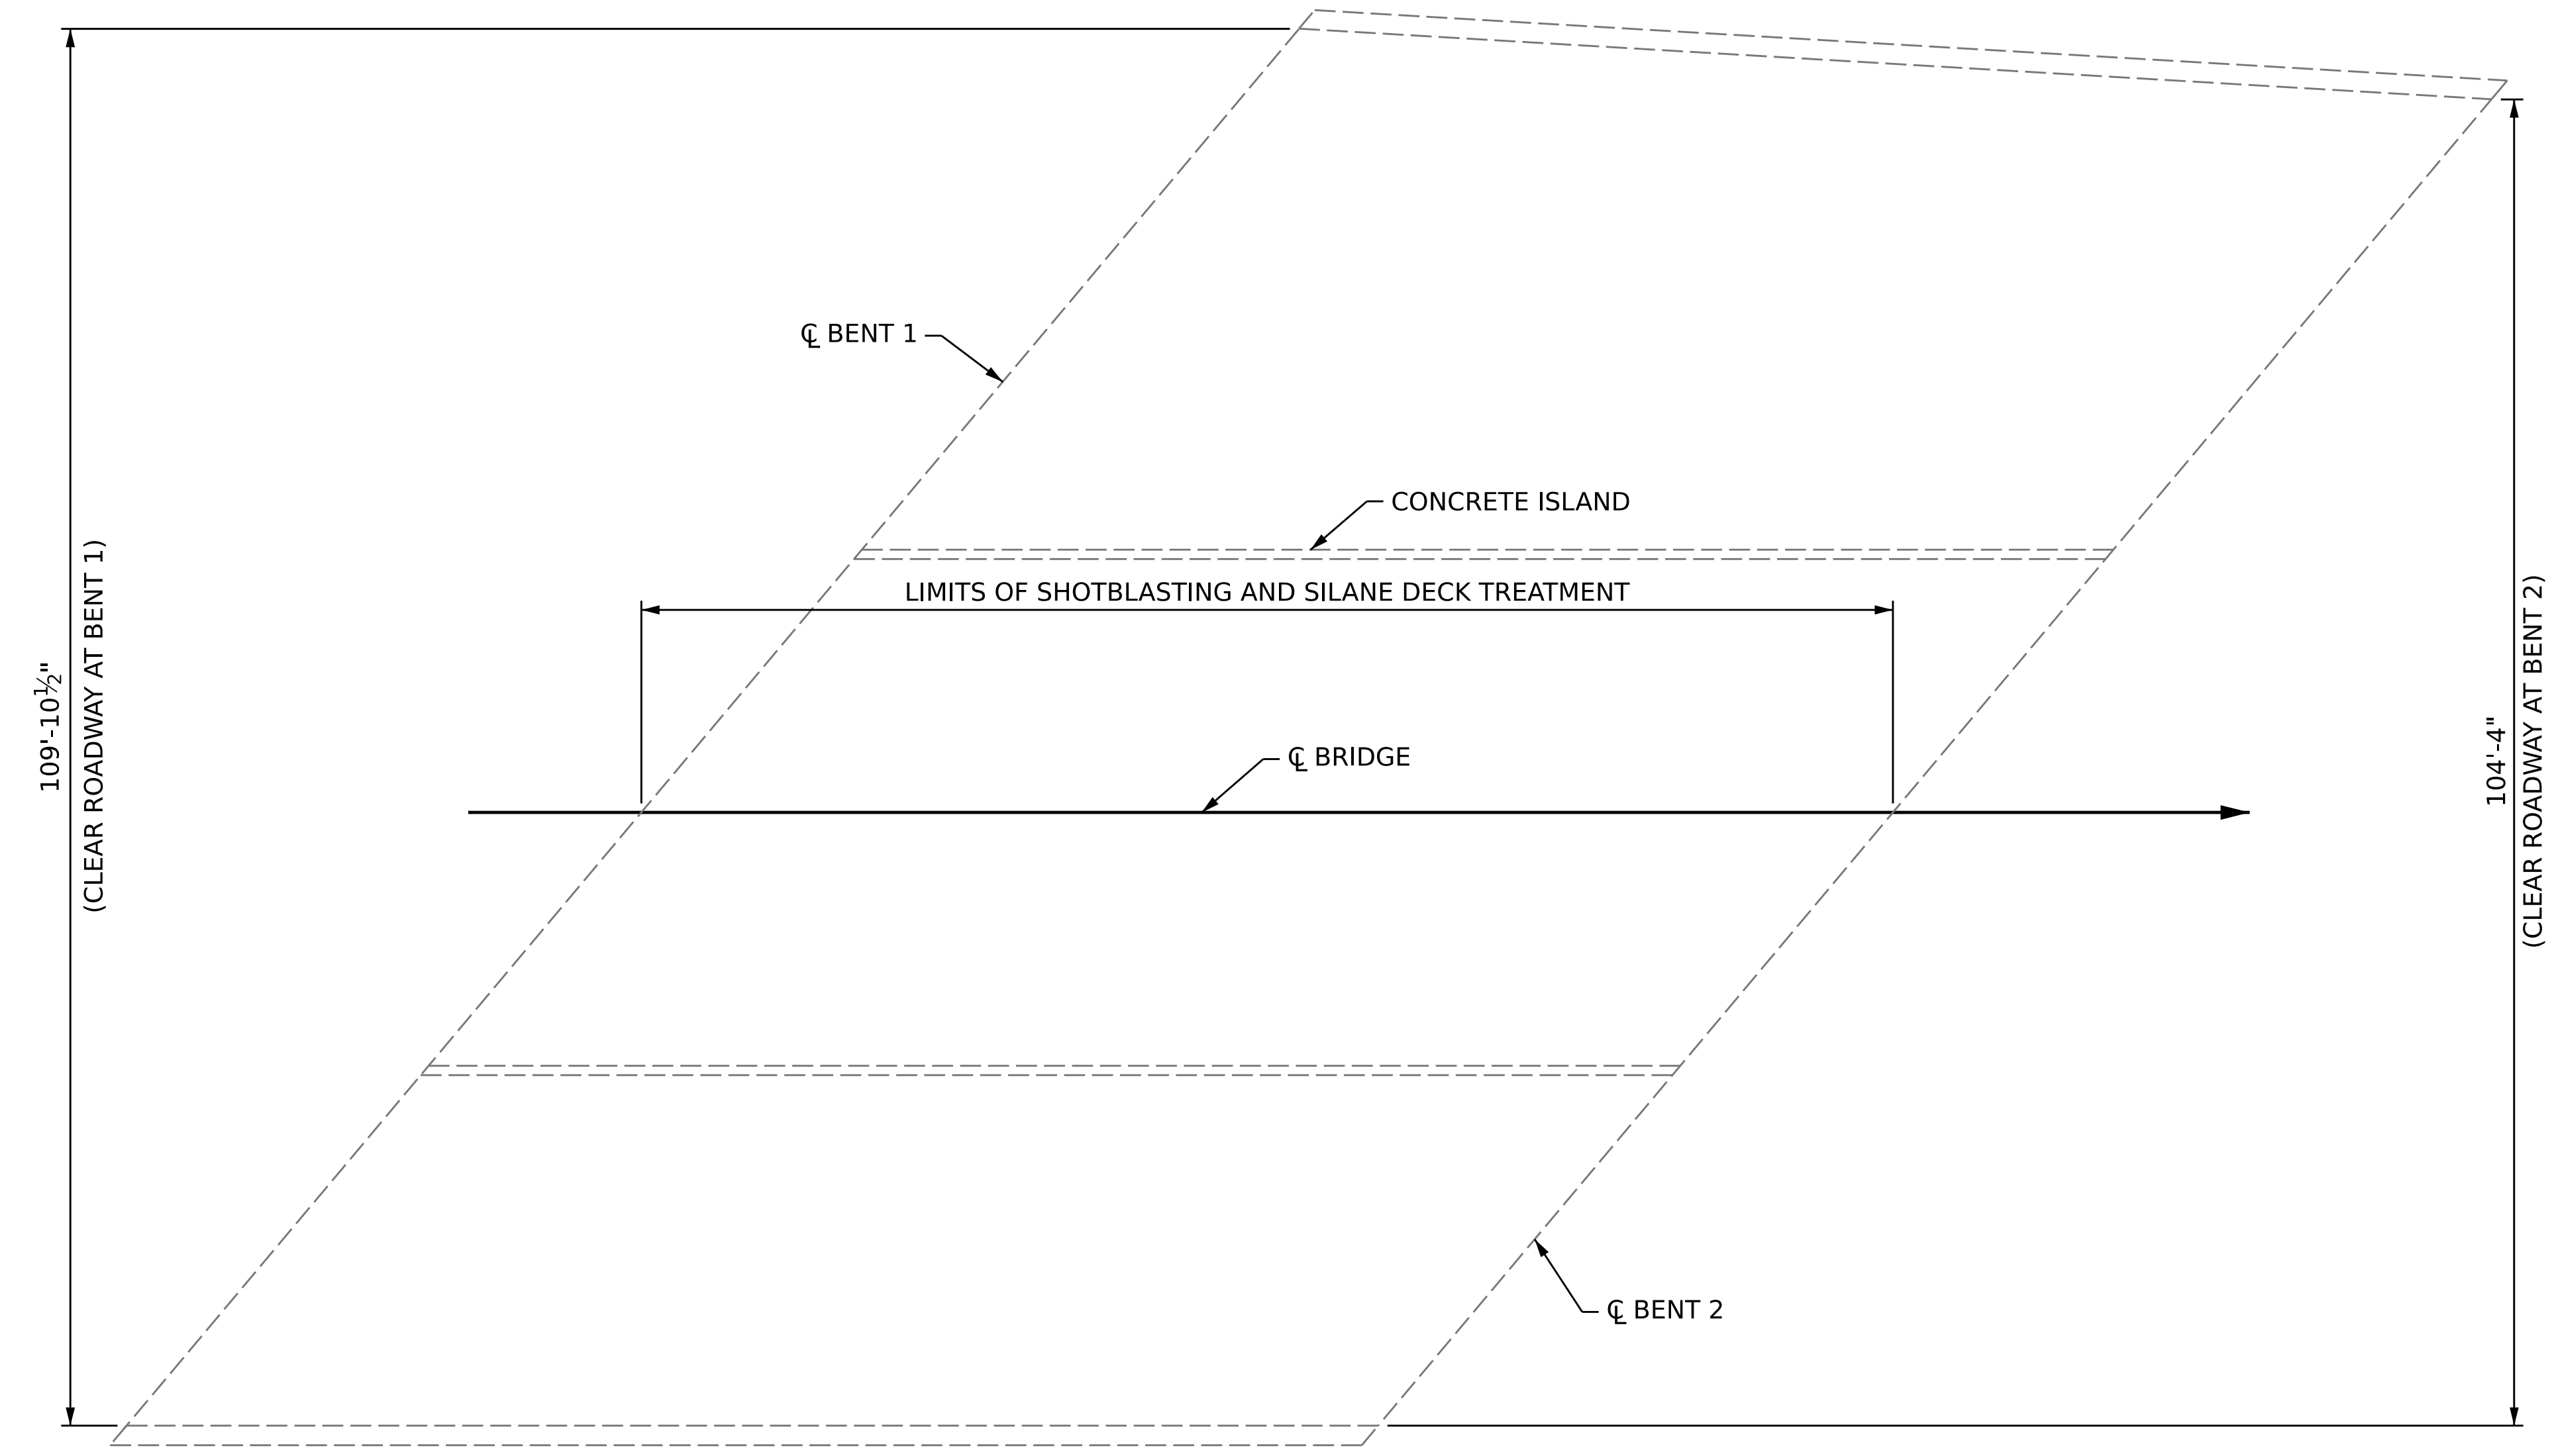 ℄ BENT 1
CONCRETE ISLAND
LIMITS OF SHOTBLASTING AND SILANE DECK TREATMENT
109'-10½"
(CLEAR ROADWAY AT BENT 1)
℄ BRIDGE
104'-4"
(CLEAR ROADWAY AT BENT 2)
℄ BENT 2